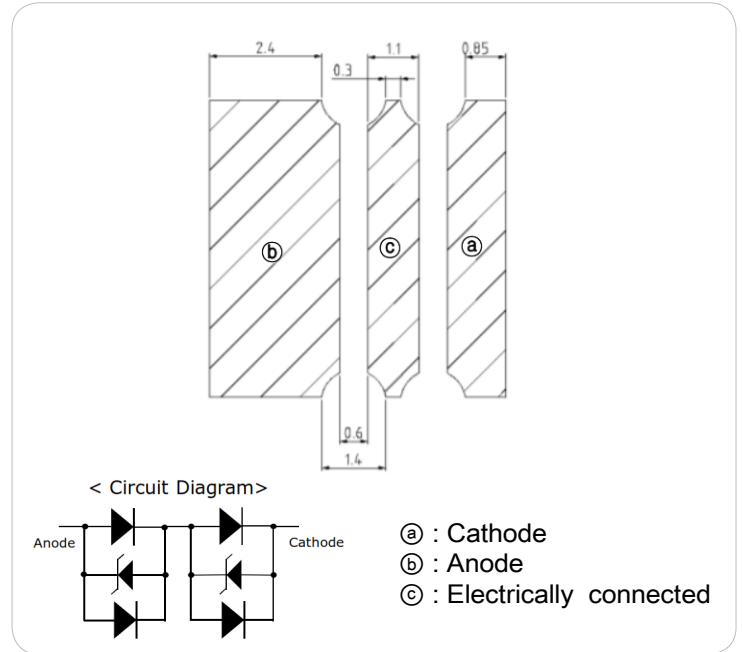 2.4 1.1 0.85
0.3
ⓑ ⓒ ⓐ
0.6
1.4
< Circuit Diagram>
Anode Cathode
ⓐ : Cathode
ⓑ : Anode
ⓒ : Electrically connected